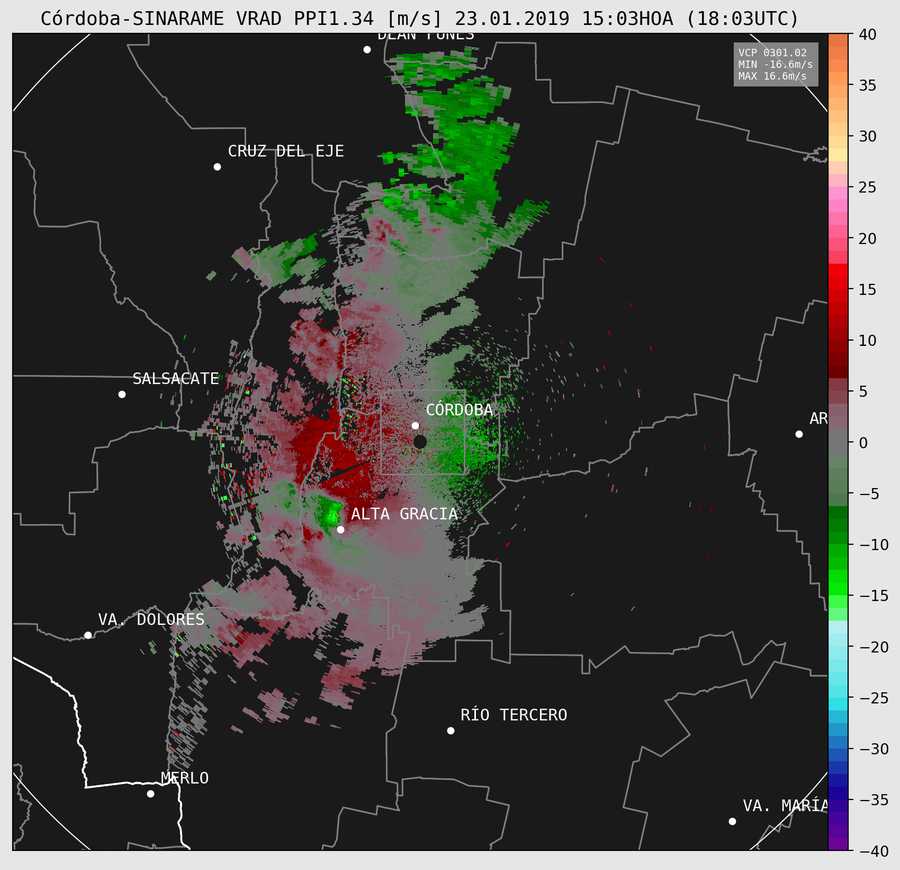 Córdoba-SINARAME VRAD PPI1.34 [m/s] 23.01.2019 15:03HOA (18:03UTC)
DEAN FUNES
VCP 0301.02
MIN -16.6m/s
MAX 16.6m/s
CRUZ DEL EJE
SALSACATE
CÓRDOBA
AR
ALTA GRACIA
VA. DOLORES
RÍO TERCERO
MERLO
VA. MARÍA
40
35
30
25
20
15
10
5
0
−5
−10
−15
−20
−25
−30
−35
−40